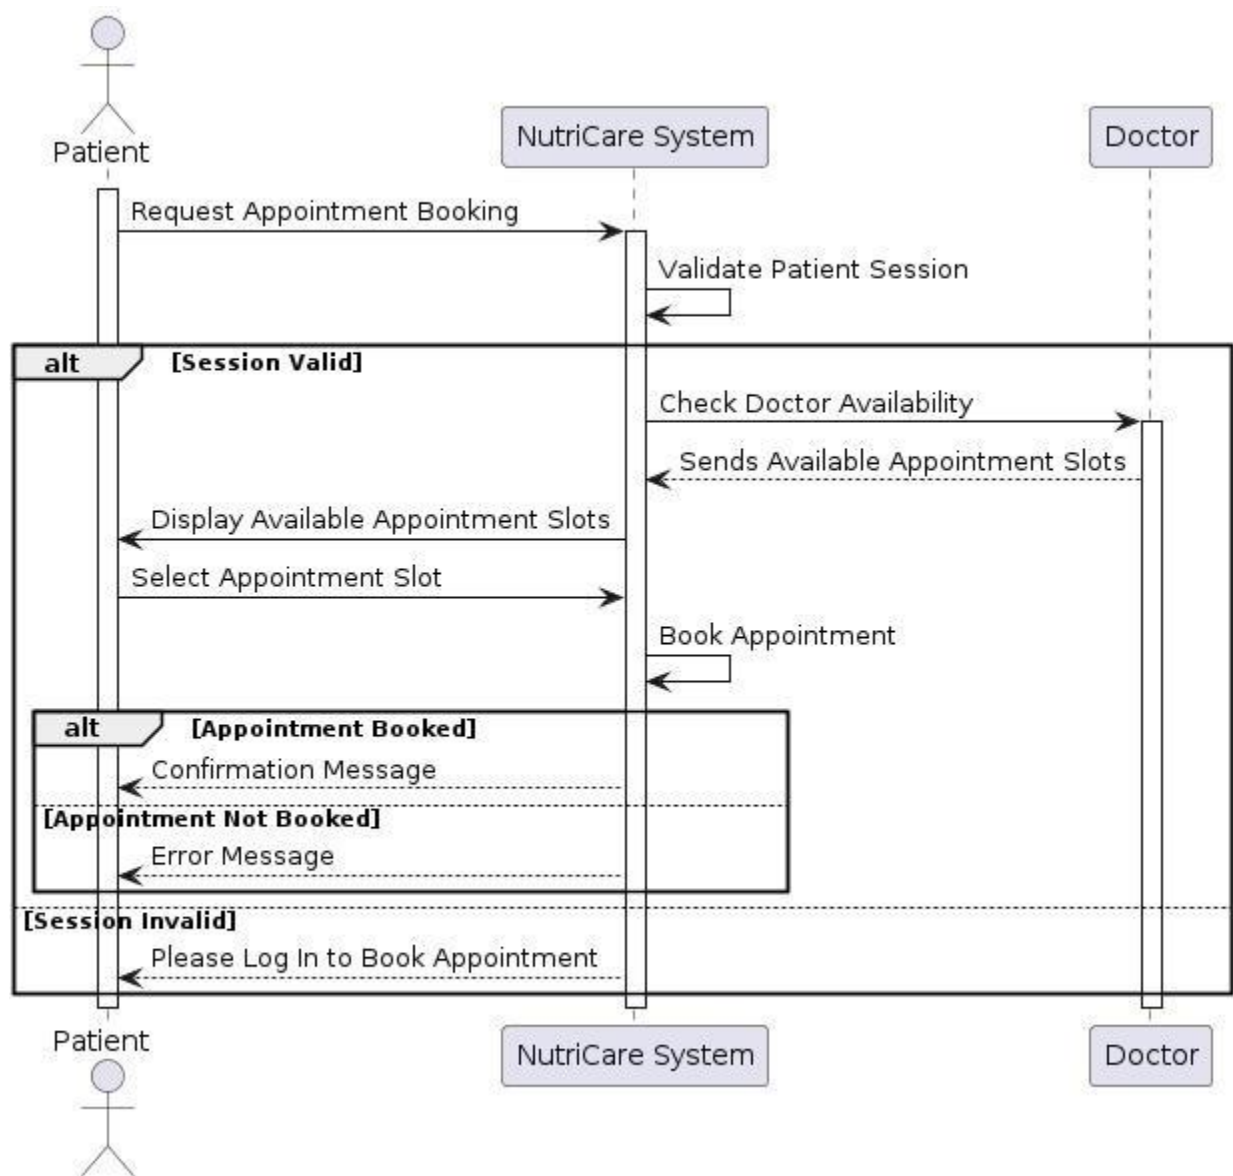 Patient
NutriCare System
Doctor
Request Appointment Booking
Validate Patient Session
alt
[Session Valid]
Check Doctor Availability
Sends Available Appointment Slots
Display Available Appointment Slots
Select Appointment Slot
Book Appointment
alt
[Appointment Booked]
Confirmation Message
[Appointment Not Booked]
Error Message
[Session Invalid]
Please Log In to Book Appointment
Patient
NutriCare System
Doctor